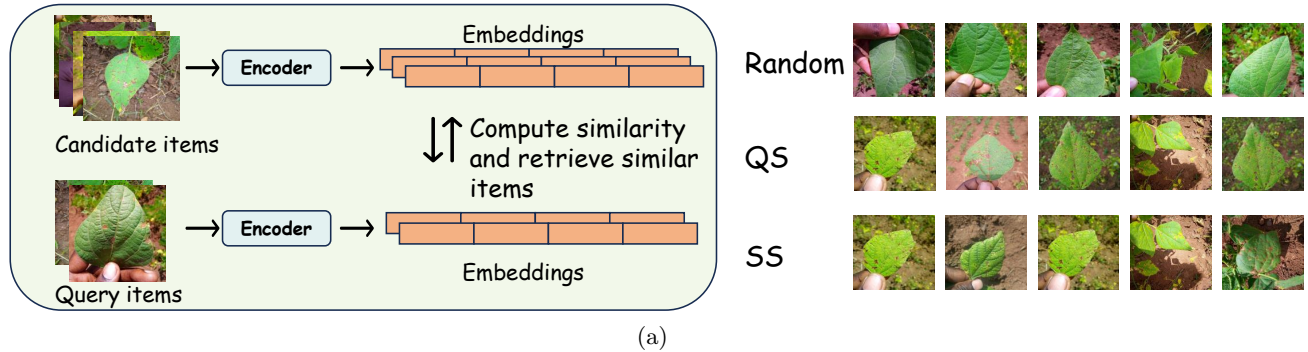 Encoder
Embeddings
Candidate items
Compute similarity
and retrieve similar
items
Encoder
Embeddings
Query items
Random
QS
SS
(a)